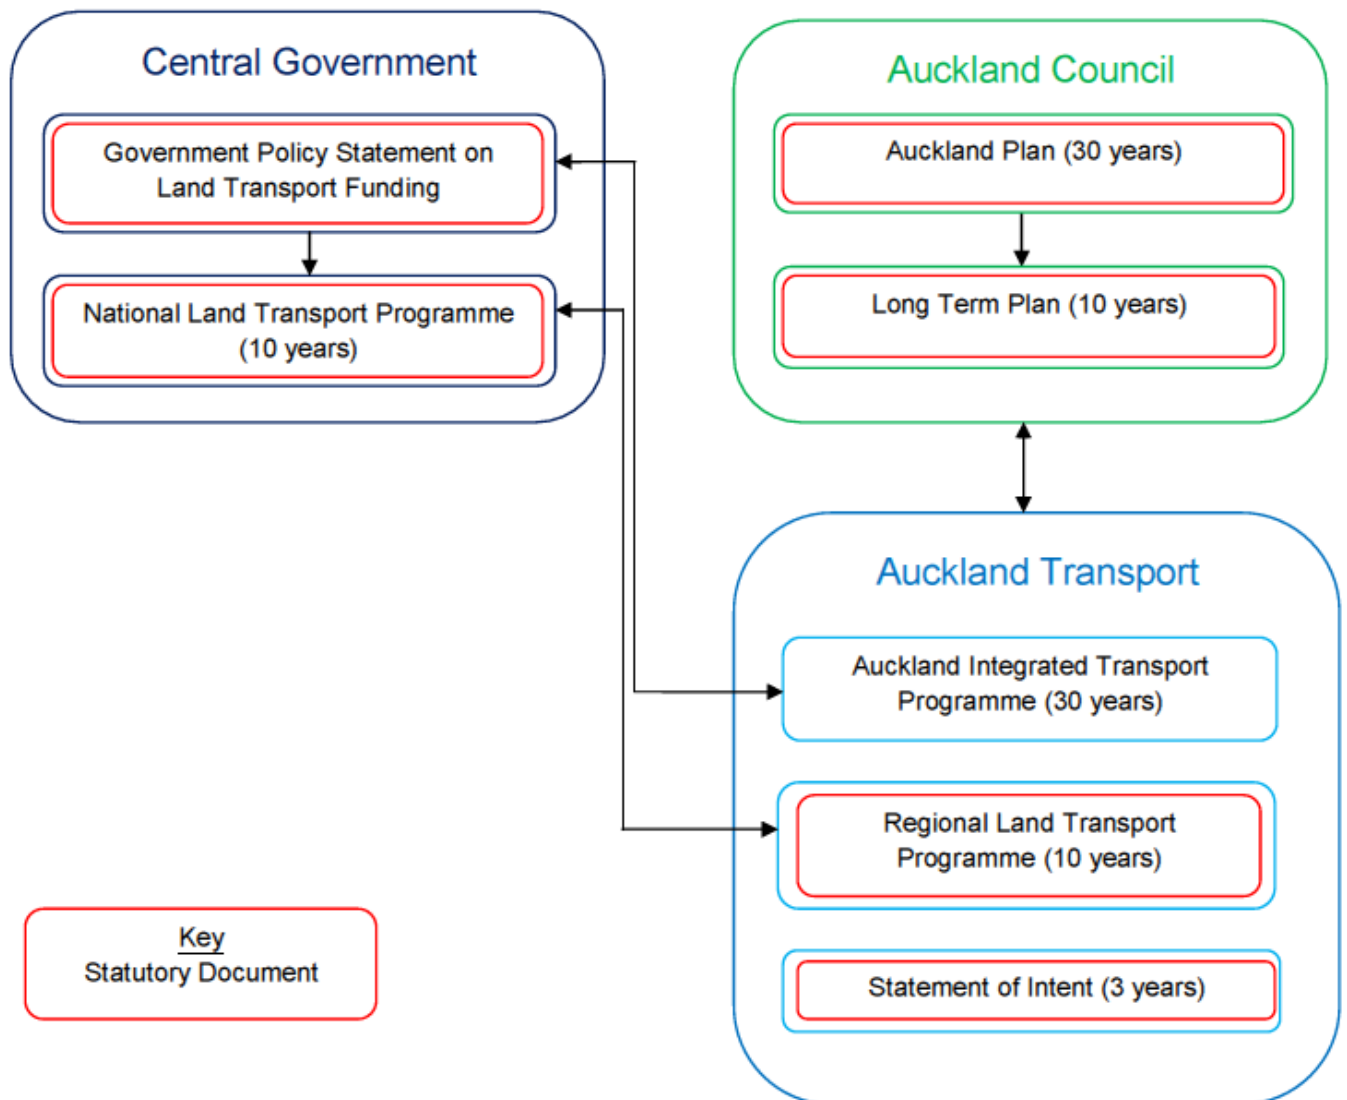 Central Government
Government Policy Statement on
Land Transport Funding
National Land Transport Programme
(10 years)
Auckland Council
Auckland Plan (30 years)
Long Term Plan (10 years)
Auckland Transport
Auckland Integrated Transport
Programme (30 years)
Regional Land Transport
Programme (10 years)
Statement of Intent (3 years)
Key
Statutory Document